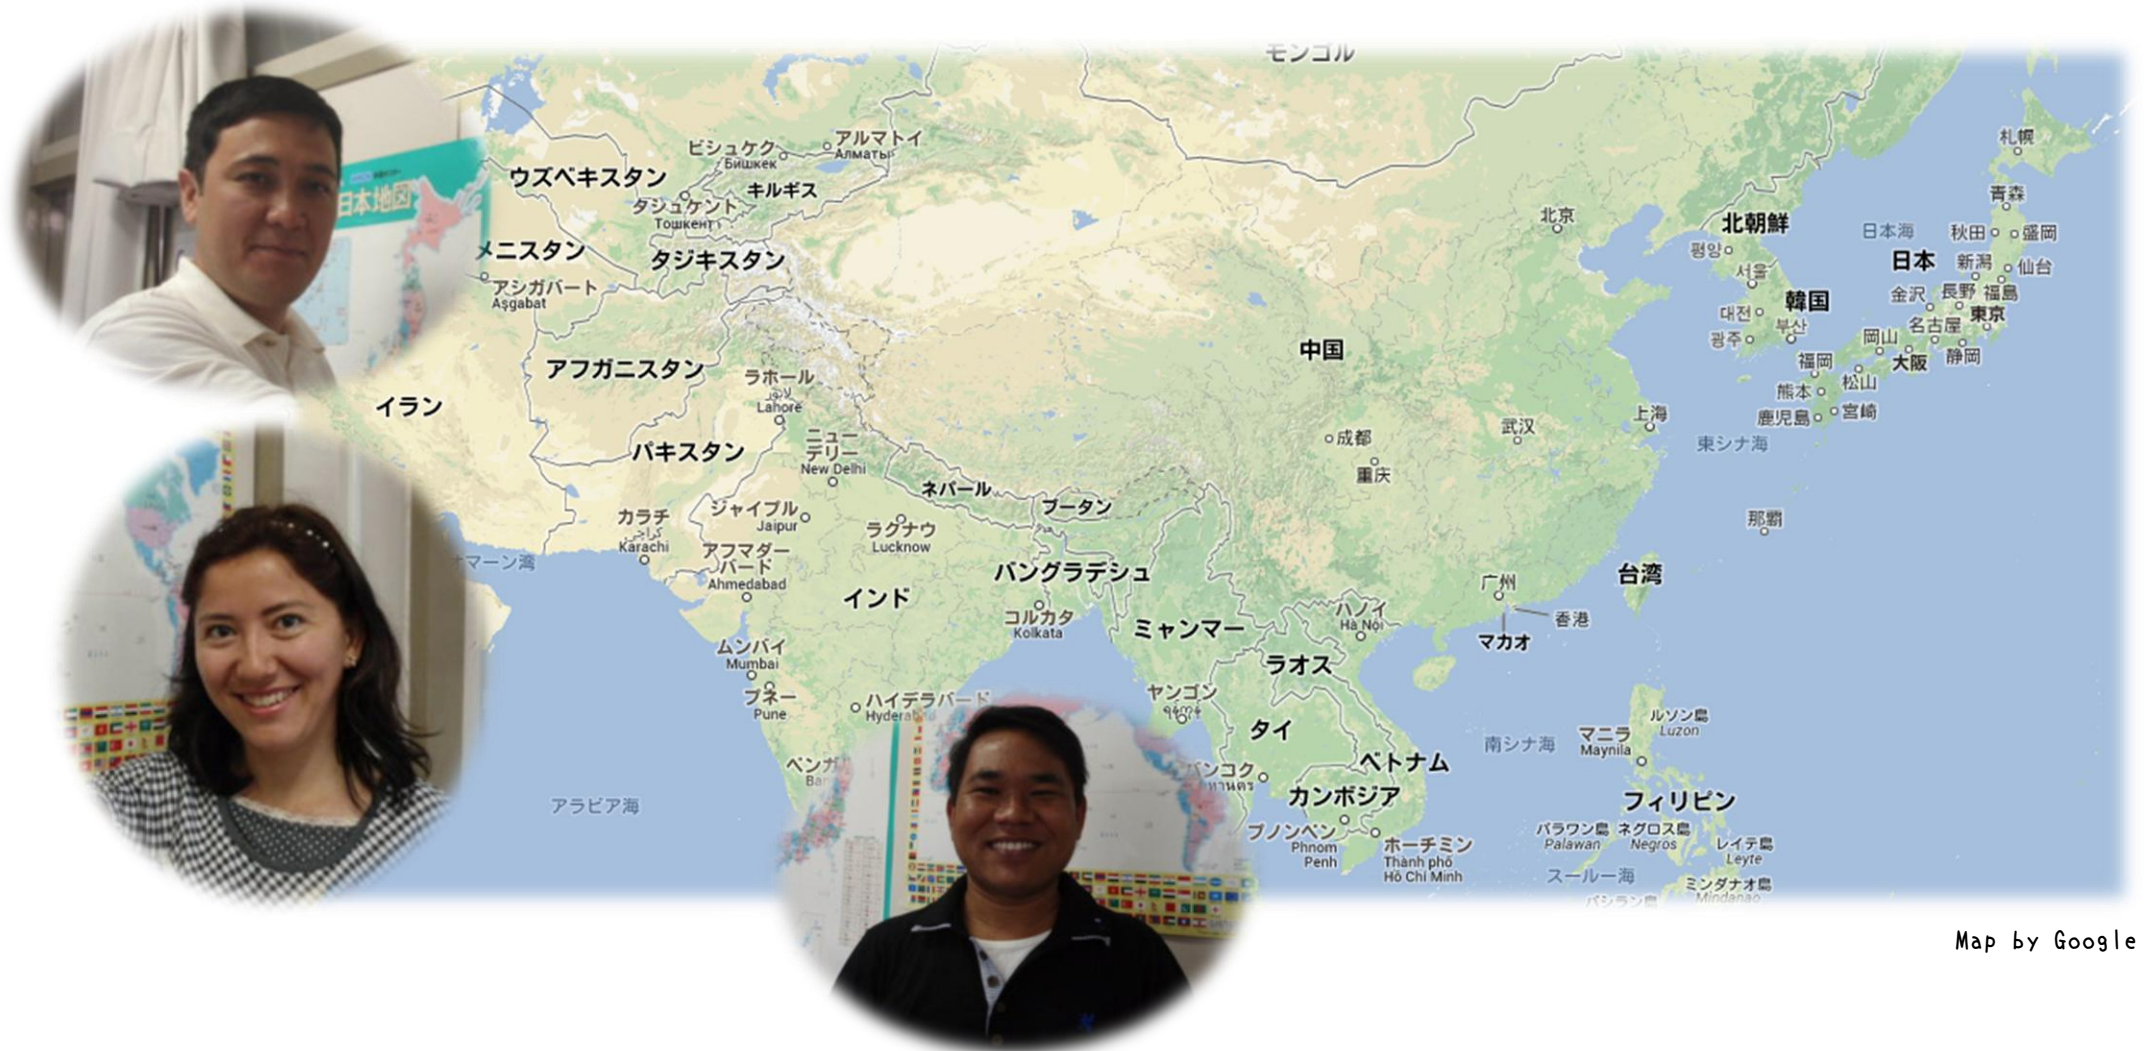 モンゴル
日本地図
ウズベキスタン
ビシュケク
Бишкек
アルマトイ
Алматы
キルギス
タシュケント
Тошкент
メニスタン
アシガバート
Aşgabat
タジキスタン
アフガニスタン
イラン
パキスタン
ラホール
لاہور
Lahore
ニュー
デリー
New Delhi
カラチ
کراچی
Karachi
マーン湾
ジャイプル
Jaipur
ラクナウ
Lucknow
アフマダー
バード
Ahmedabad
インド
ムンバイ
Mumbai
プネー
Pune
ハイデラバード
Hyderabad
ベンガ
Ba
アラビア海
ネパール
ブータン
バングラデシュ
コルカタ
Kolkata
ミャンマー
ヤンゴン
ラオス
ハノイ
Hà Nội
タイ
ンコク
ベトナム
カンボジア
プノンペン
Phnom
Penh
ホーチミン
Thành phố
Hồ Chí Minh
中国
北京
成都
重庆
武汉
上海
广州
香港
マカオ
台湾
東シナ海
那覇
南シナ海
北朝鮮
평양
서울
韓国
대전
부산
광주
日本海
日本
札幌
青森
秋田
盛岡
新潟
仙台
金沢
長野
福島
東京
名古屋
岡山
静岡
大阪
福岡
松山
熊本
宮崎
鹿児島
ルソン島
Luzon
マニラ
Maynila
フィリピン
パラワン島
Palawan
ネグロス島
Negros
レイテ島
Leyte
スールー海
ミンダナオ島
Mindanao
バシラン島
Map by Google